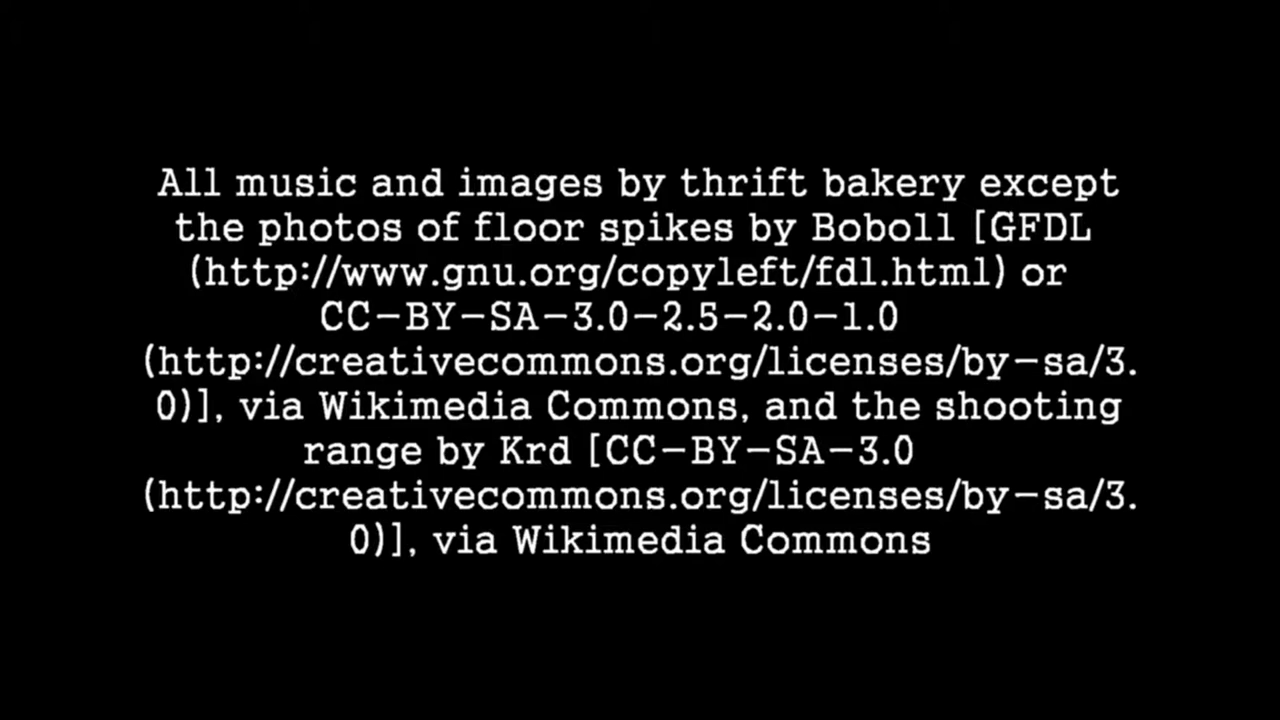 All music and images by thrift bakery except
the photos of floor spikes by Boboll [GFDL
(http://www.gnu.org/copyleft/fdl.html) or
CC-BY-SA-3.0-2.5-2.0-1.0
(http://creativecommons.org/licenses/by-sa/3.
0)], via Wikimedia Commons, and the shooting
range by Krd [CC-BY-SA-3.0
(http://creativecommons.org/licenses/by-sa/3.
0)], via Wikimedia Commons